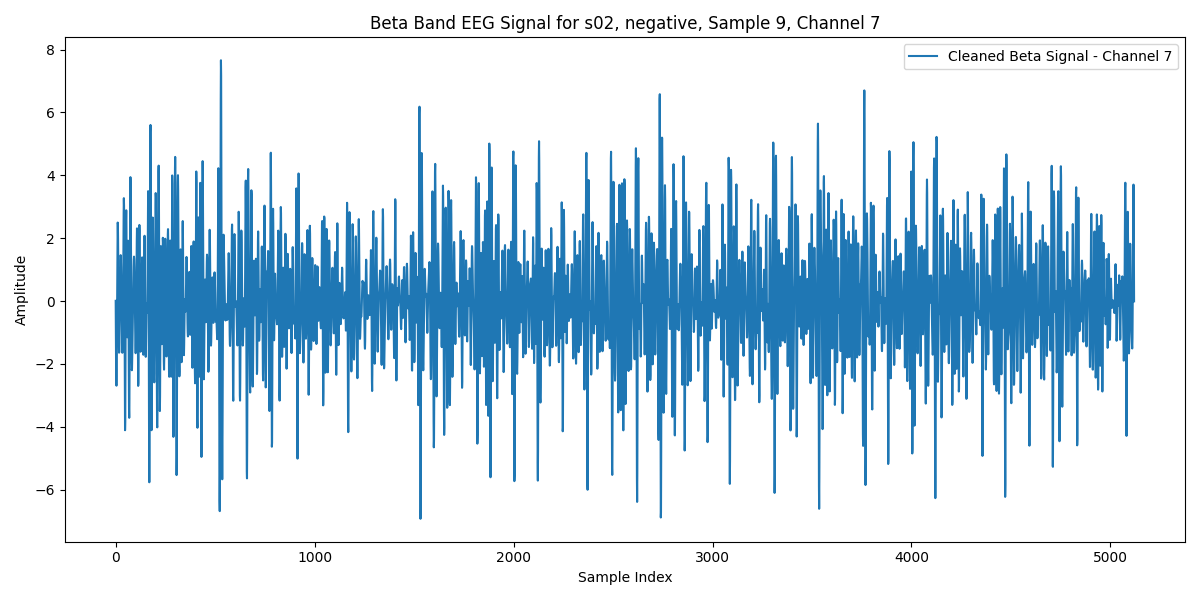 Beta Band EEG Signal for s02, negative, Sample 9, Channel 7
Cleaned Beta Signal - Channel 7
Amplitude
8
6
4
2
0
−2
−4
−6
0 1000 2000 3000 4000 5000
Sample Index